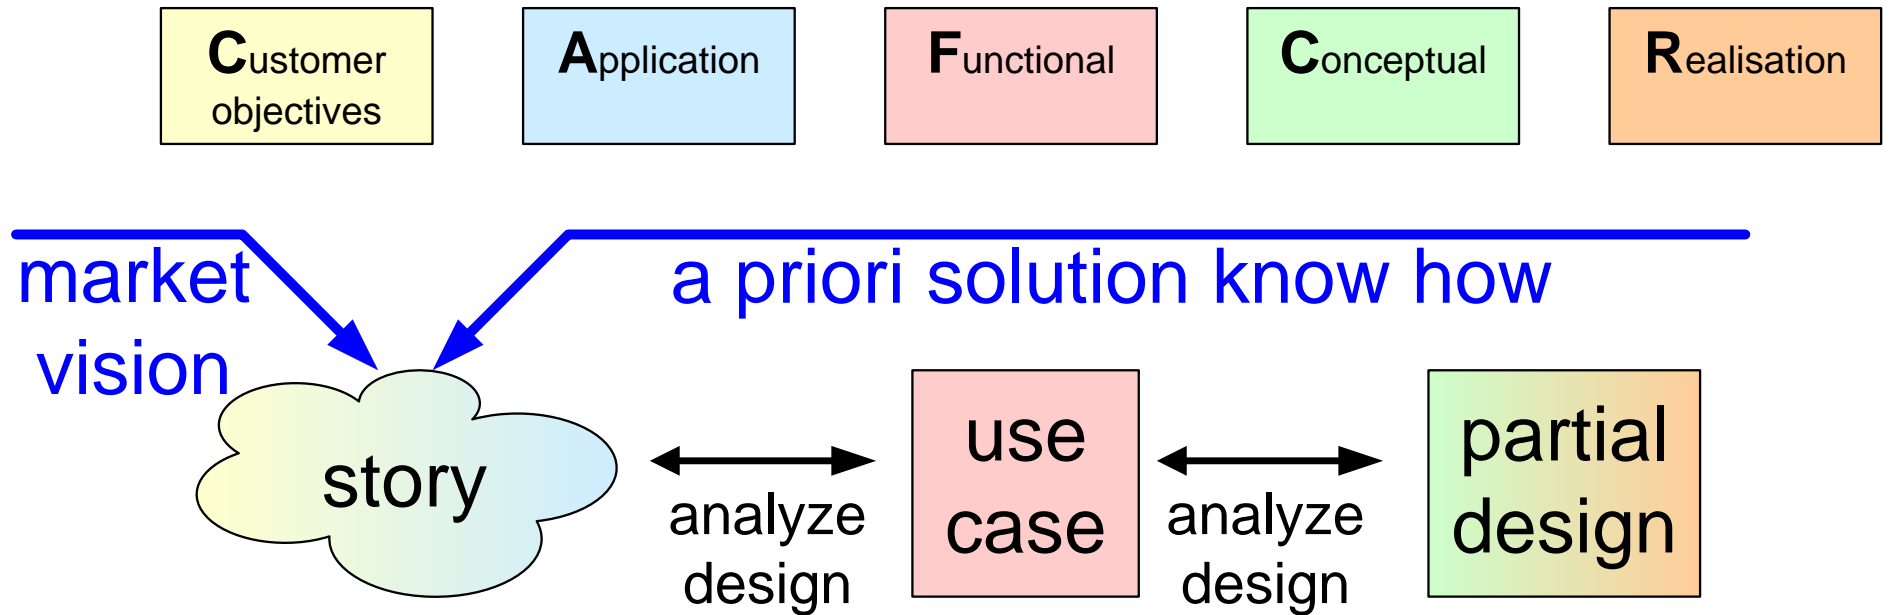 Customer
objectives
Application
Functional
Conceptual
Realisation
market
vision
a priori solution know how
story
analyze
design
use
case
analyze
design
partial
design